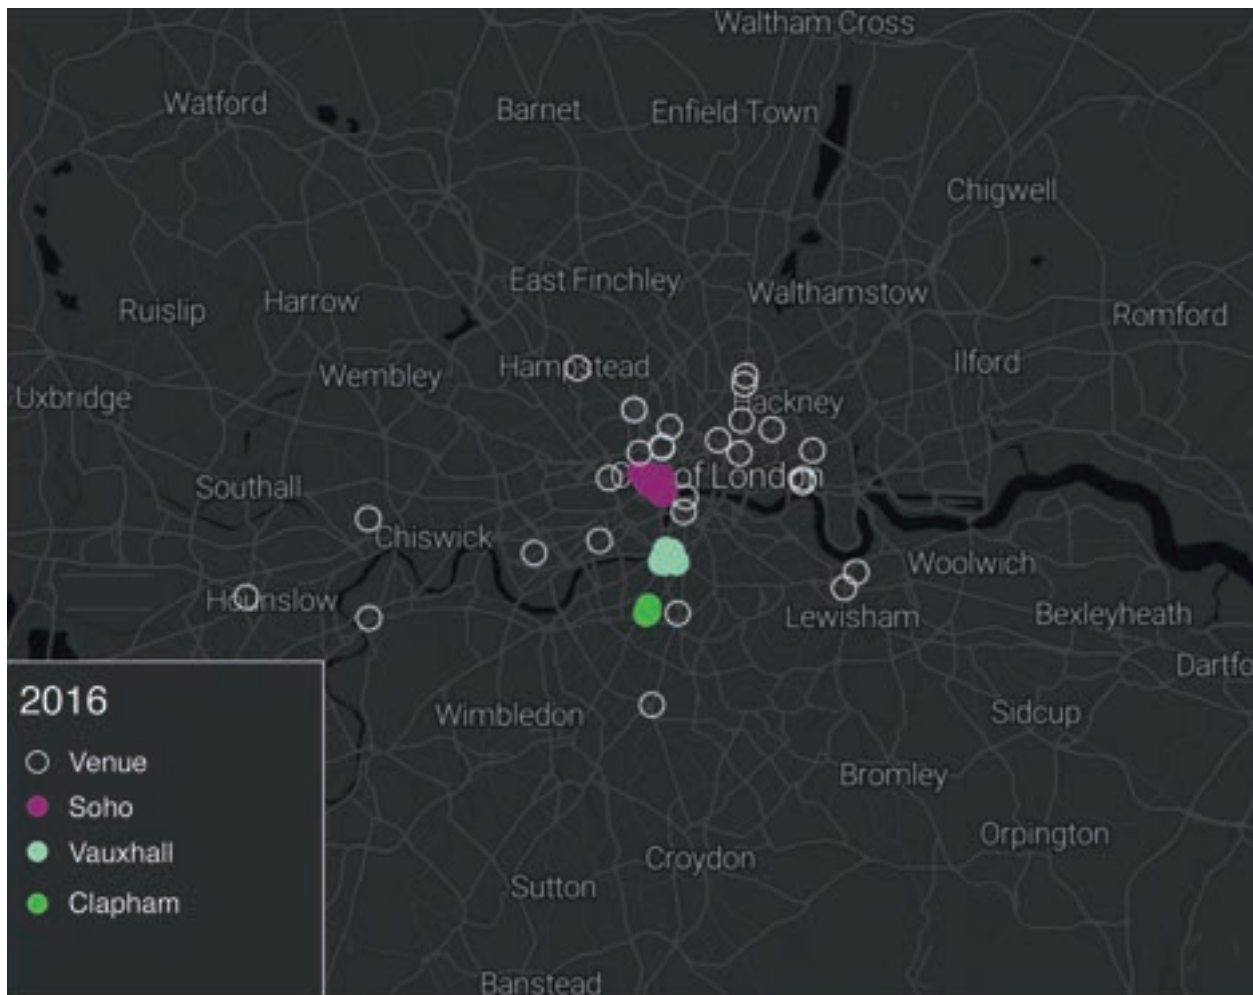 Waltham Cross
Watford
Barnet
Enfield Town
Chigwell
East Finchley
Walthamstow
Ruislip
Harrow
Romford
Hampstead
Ilford
Wembley
Uxbridge
Hackney
of London
Southall
Chiswick
Woolwich
Hounslow
Lewisham
Bexleyheath
Dartfo
Wimbledon
Sidcup
Bromley
Orpington
Croydon
Sutton
Banstead
2016
Venue
Soho
Vauxhall
Clapham